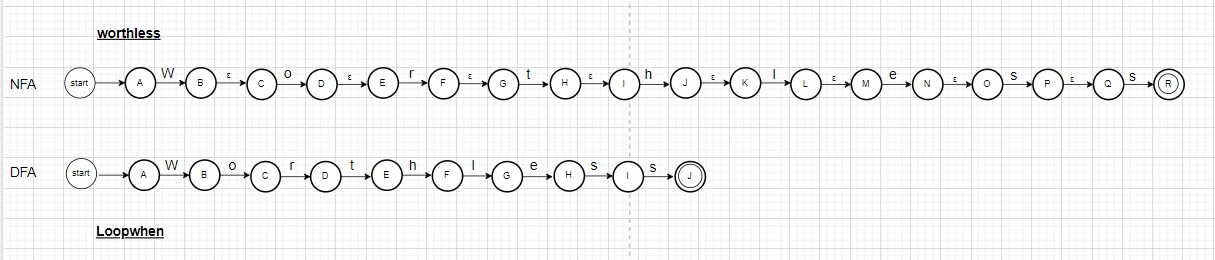 worthless
NFA start A W B ε C o D ε E r F ε G t H ε I h J ε K l L ε M e N ε O s P ε Q s R
DFA start A W B o C r D t E h F l G e H s I s J
Loopwhen